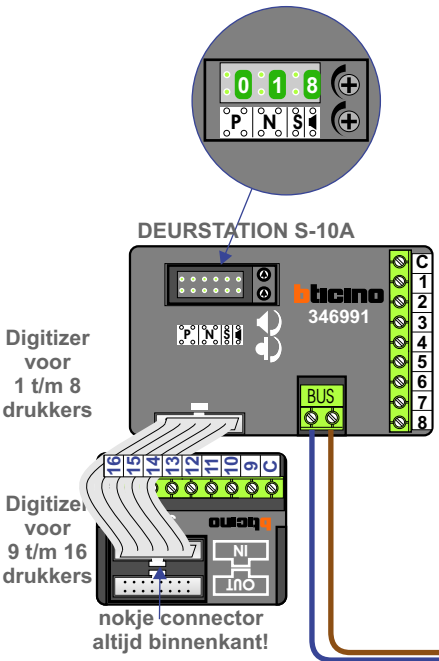 0 1 8
P N S
DEURSTATION S-10A
bticino
346991
P N S
BUS
C
1
2
3
4
5
6
7
8
Digitizer
voor
1 t/m 8
drukkers
16 15 14 13 12 11 10 9 C
bticino
IN
OUT
Digitizer
voor
9 t/m 16
drukkers
nokje connector
altijd binnenkant!